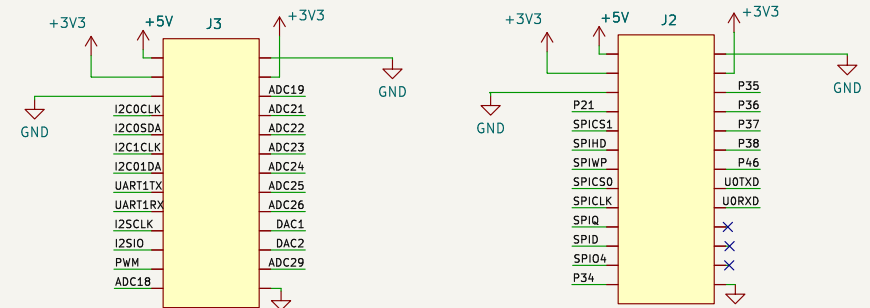 +3V3
+5V
J3
+3V3
GND
GND
I2C0CLK
I2C0SDA
I2C1CLK
I2C01DA
UART1TX
UART1RX
I2SCLK
I2SIO
PWM
ADC18
ADC19
ADC21
ADC22
ADC23
ADC24
ADC25
ADC26
DAC1
DAC2
ADC29
+3V3
+5V
J2
+3V3
GND
GND
P21
SPICS1
SPIHD
SPIWP
SPICS0
SPICLK
SPIQ
SPID
SPIO4
P34
P35
P36
P37
P38
P46
U0TXD
U0RXD